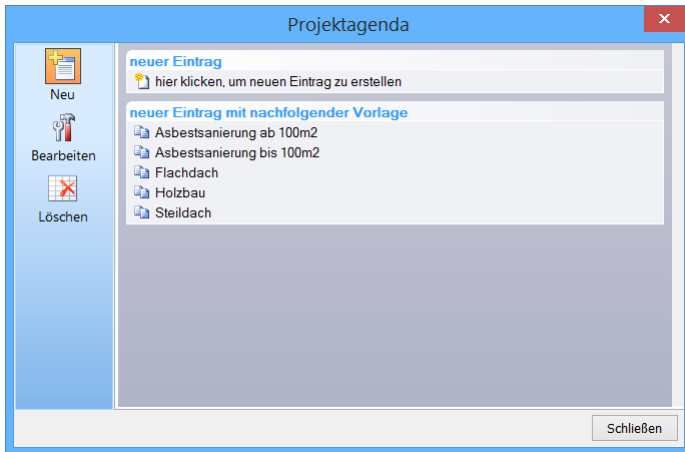 Projektagenda
Neu
Bearbeiten
Löschen
neuer Eintrag
hier klicken, um neuen Eintrag zu erstellen
neuer Eintrag mit nachfolgender Vorlage
Asbestsanierung ab 100m2
Asbestsanierung bis 100m2
Flachdach
Holzbau
Steildach
Schließen